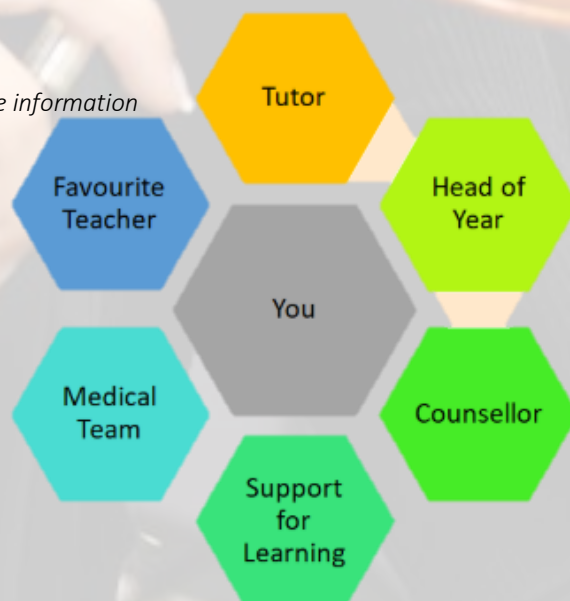 Tutor
e information
Favourite
Teacher
Head of
Year
You
Medical
Team
Counsellor
Support
for
Learning